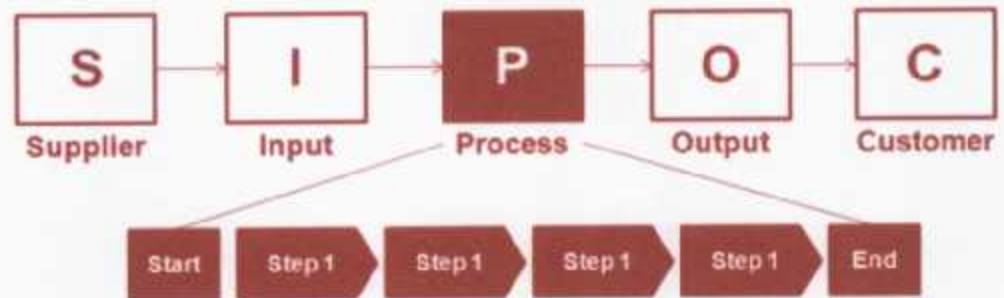 S I P O C
Supplier Input Process Output Customer
Start Step 1 Step 1 Step 1 Step 1 End